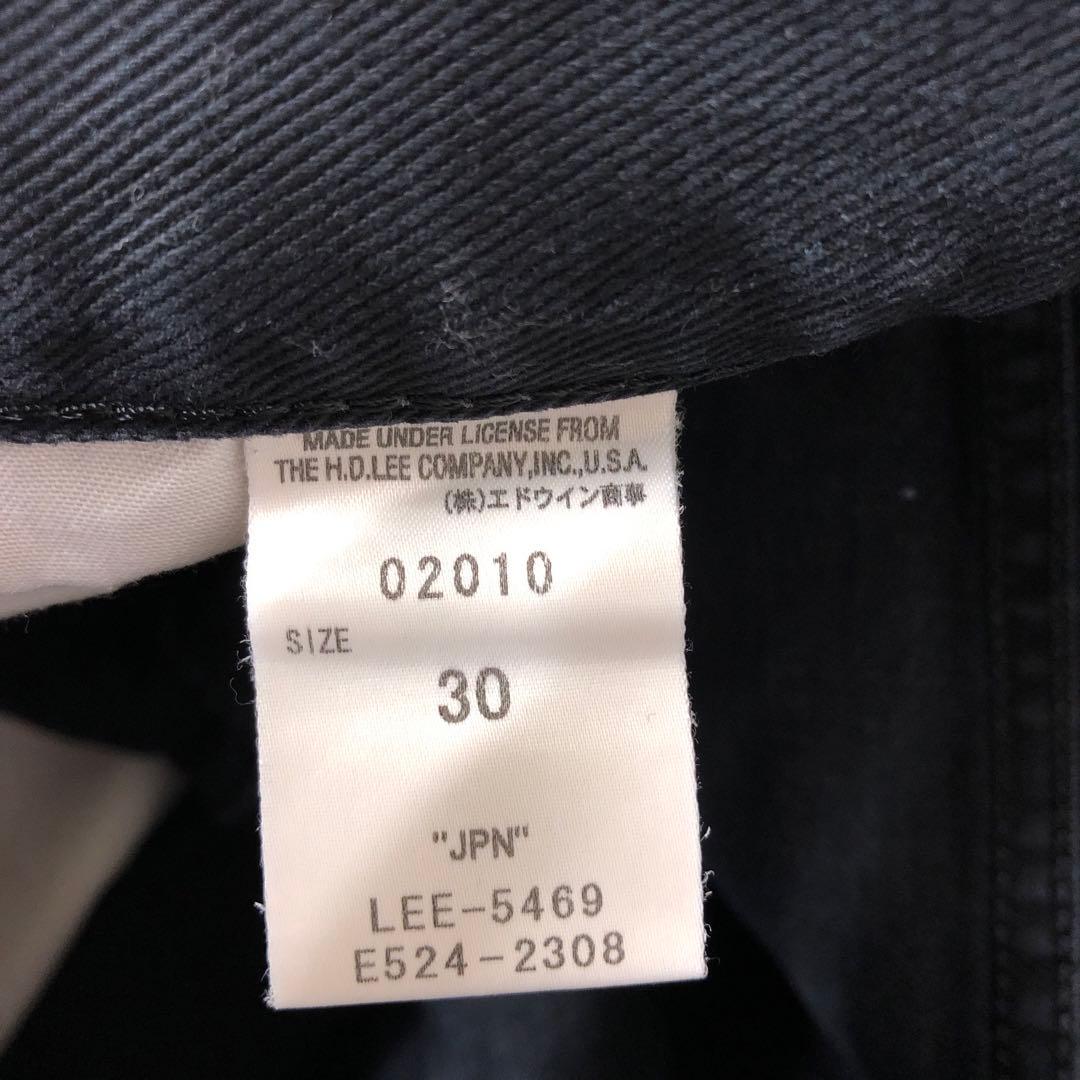 MADE UNDER LICENSE FROM
THE H.D.LEE COMPANY,INC.,U.S.A.
(株)エドウイン商事
02010
SIZE
30
"JPN"
LEE-5469
E524-2308